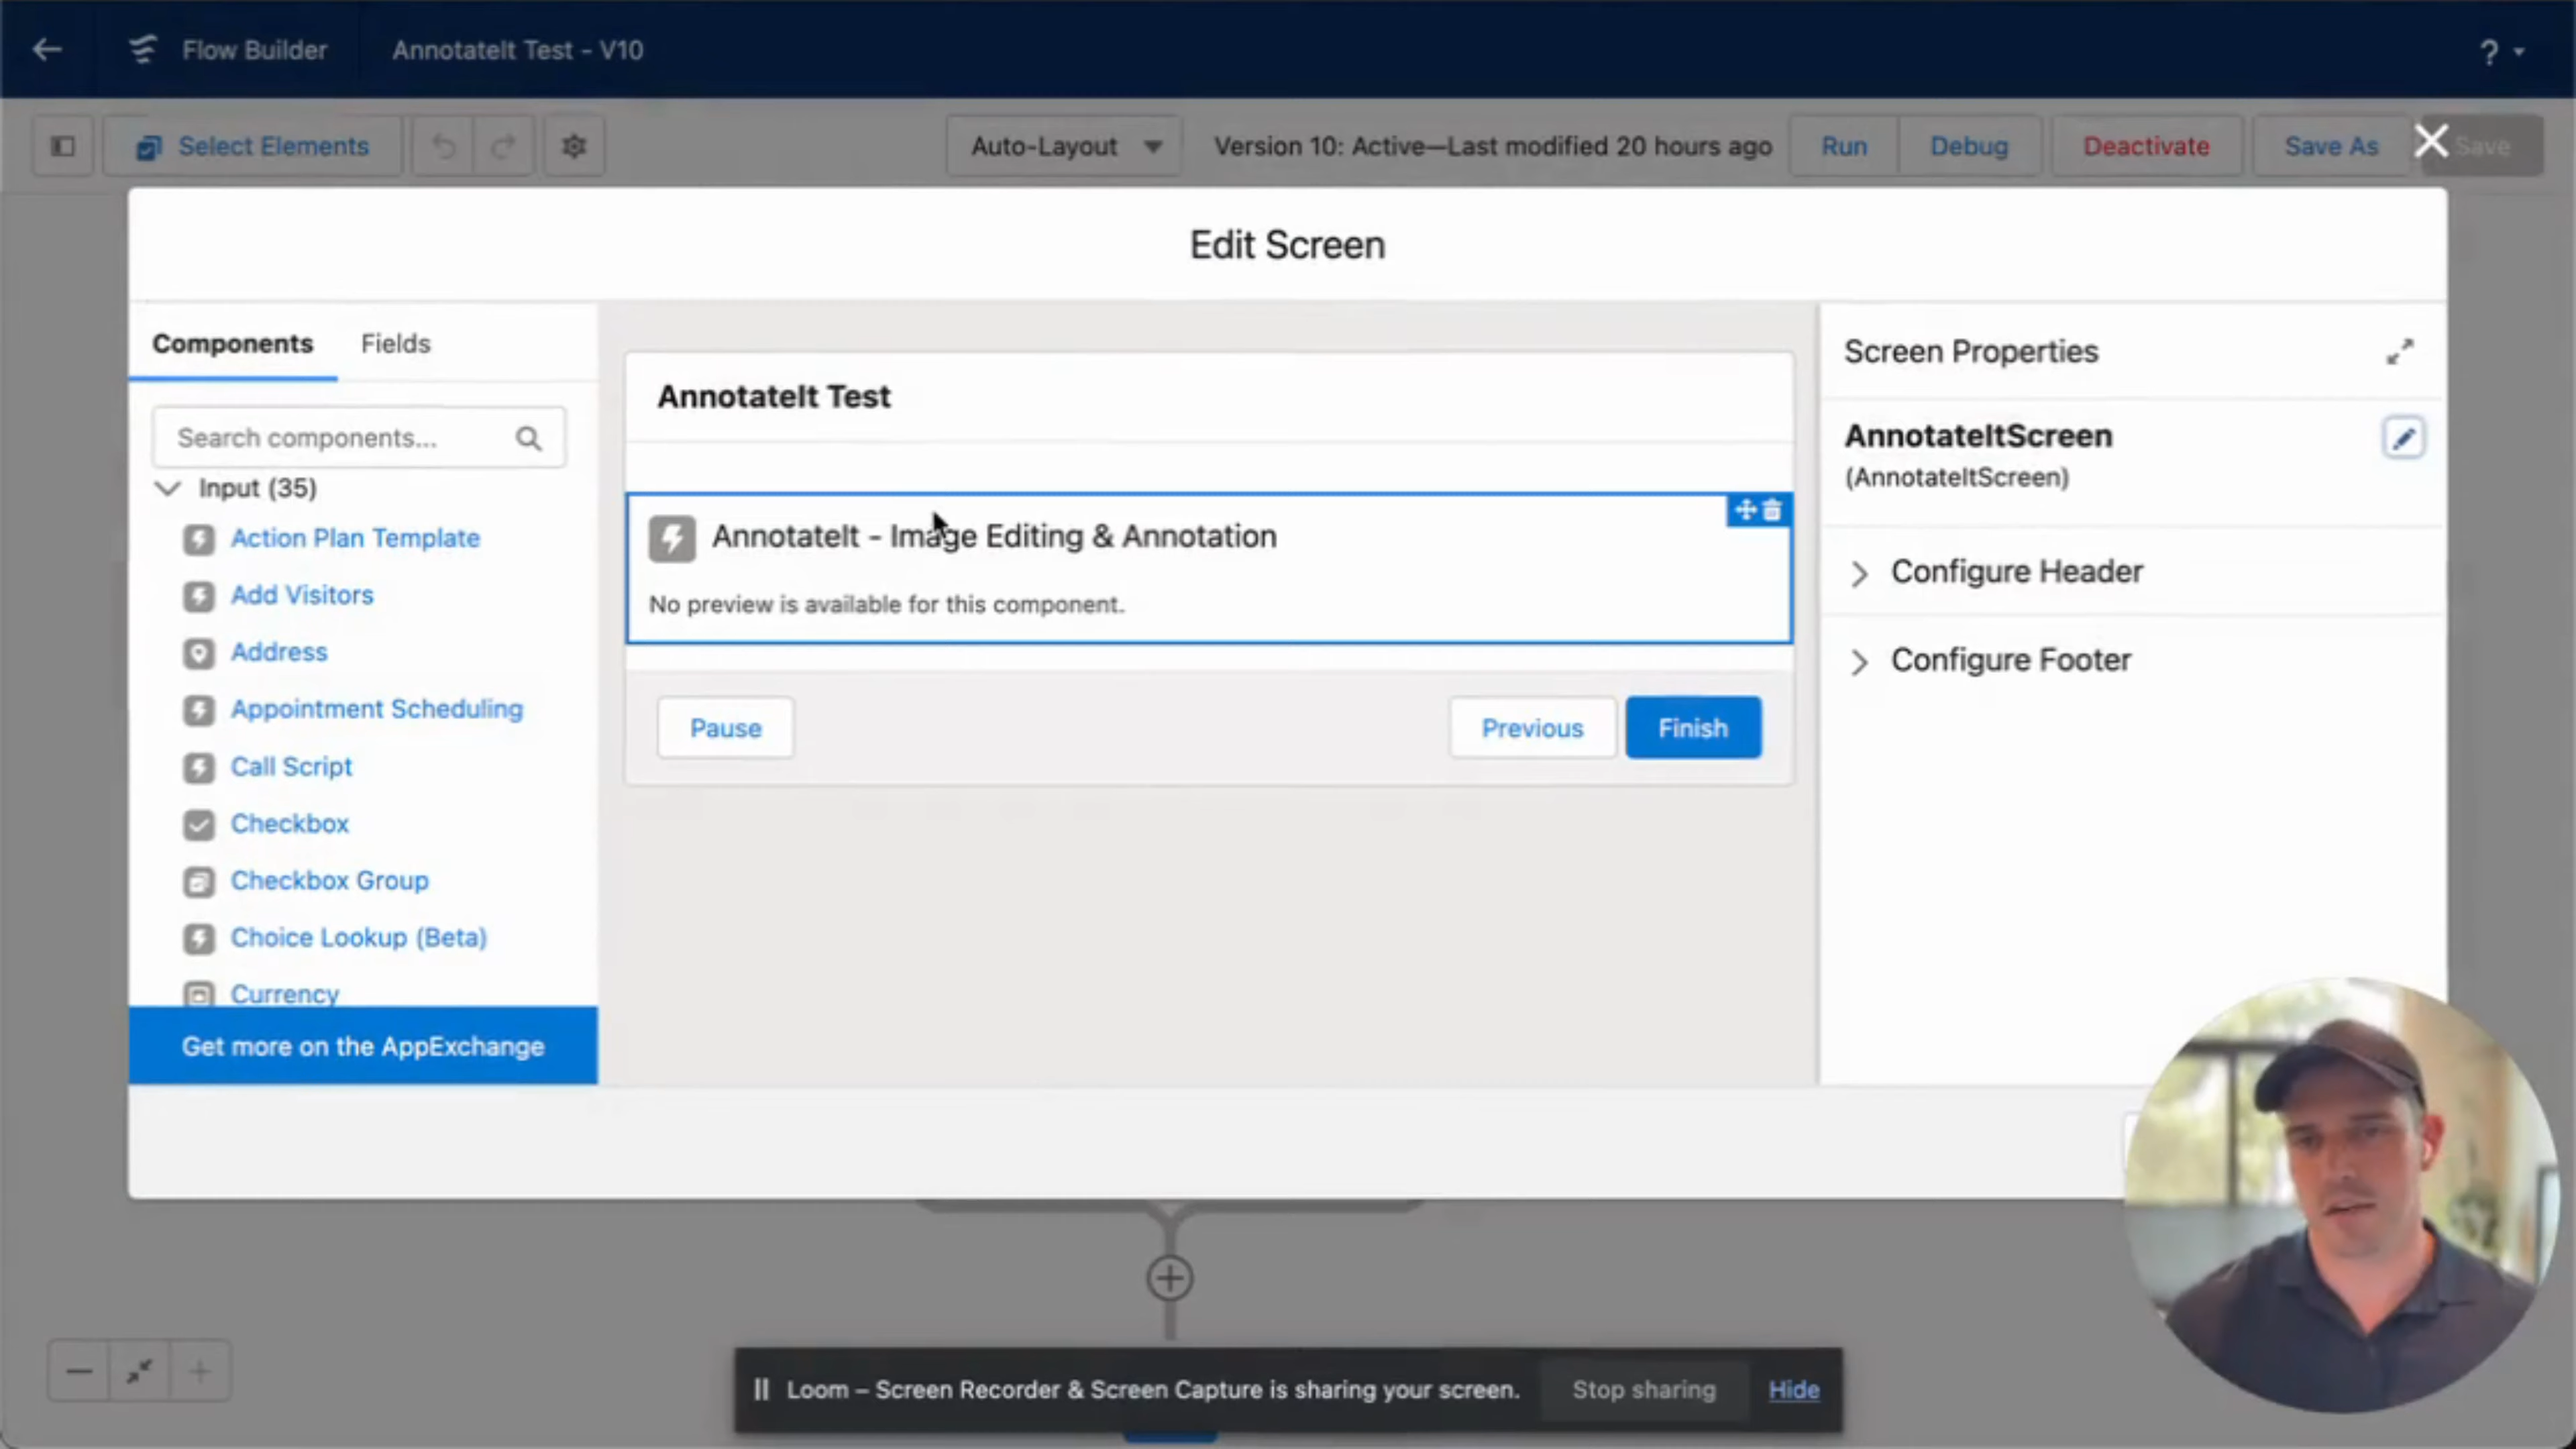 Flow Builder
AnnotateIt Test - V10
?
Select Elements
Auto-Layout
Version 10: Active—Last modified 20 hours ago
Run
Debug
Deactivate
Save As
Save
Edit Screen
Components
Fields
Search components...
Input (35)
Action Plan Template
Add Visitors
Address
Appointment Scheduling
Call Script
Checkbox
Checkbox Group
Choice Lookup (Beta)
Currency
Get more on the AppExchange
AnnotateIt Test
AnnotateIt - Image Editing & Annotation
No preview is available for this component.
Pause
Previous
Finish
Screen Properties
AnnotateItScreen
(AnnotateItScreen)
Configure Header
Configure Footer
Loom – Screen Recorder & Screen Capture is sharing your screen.
Stop sharing
Hide